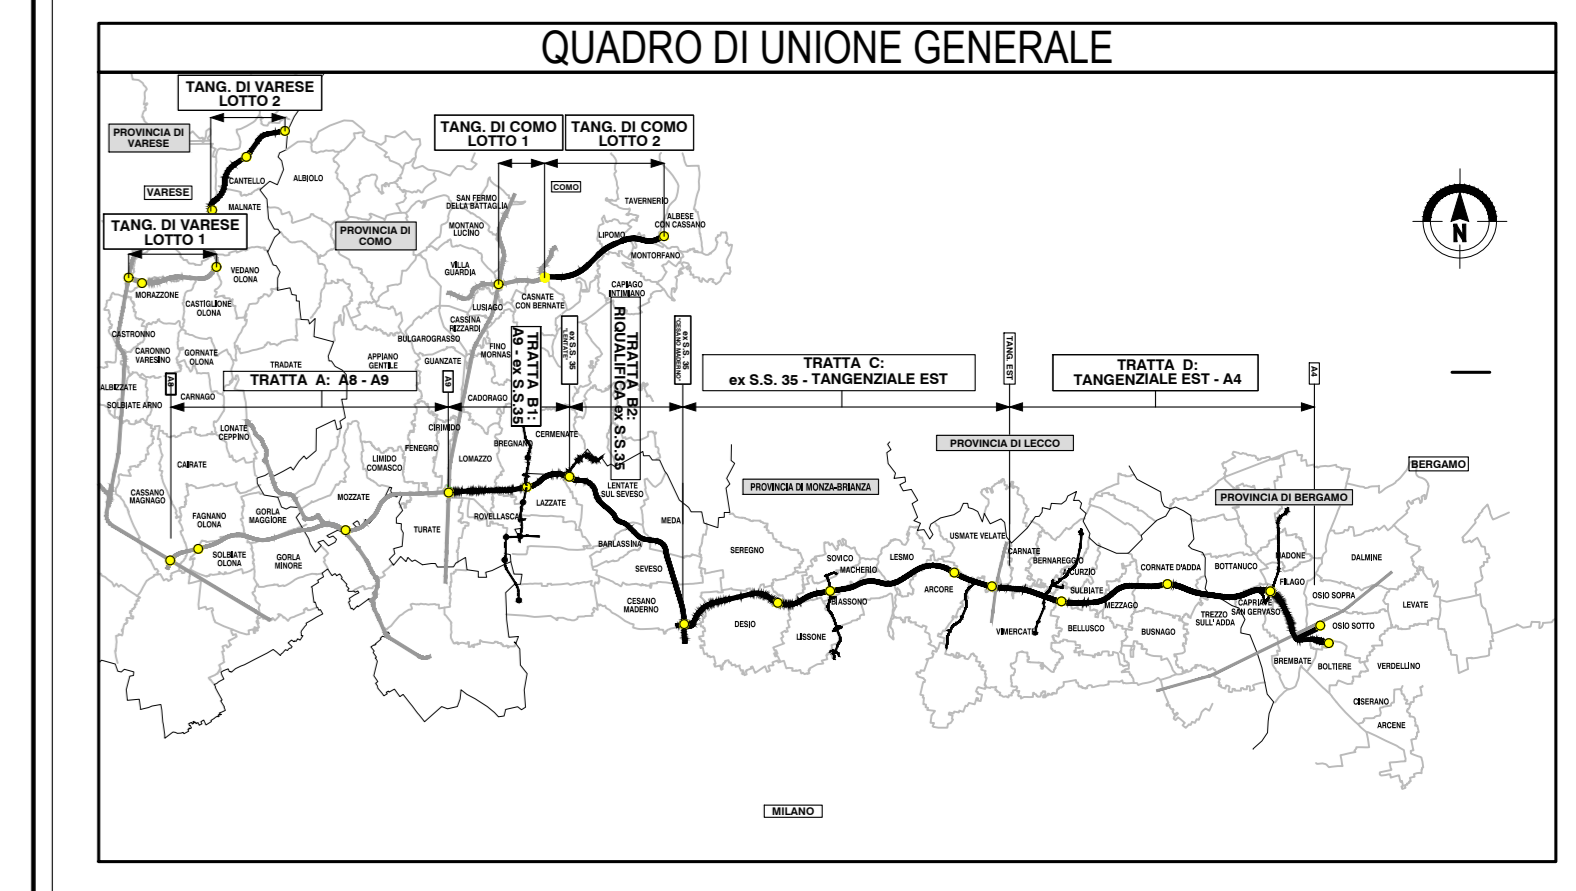 QUADRO DI UNIONE GENERALE
TANG. DI VARESE
LOTTO 2
PROVINCIA DI
VARESE
TANG. DI COMO
LOTTO 1
TANG. DI COMO
LOTTO 2
CANTELLO
ALBIOLO
VARESE
MALNATE
COMO
SAN FERMO
DELLA BATTAGLIA
TAVERNERIO
ALBESE
CON CASSANO
TANG. DI VARESE
LOTTO 1
PROVINCIA DI
COMO
MONTANO
LUCINO
LIPOMO
MONTORFANO
N
VEDANO
OLONA
VILLA
GUARDIA
MORAZZONE
CASTIGLIONE
OLONA
LUSIAGO
CASNATE
CON BERNATE
CAPIAGO
INTIMIANO
CASSINA
RIZZARDI
CASTRONNO
BULGAROGRASSO
CARONNO
VARESINO
GORNATE
OLONA
TRADATE
APPIANO
GENTILE
GUANZATE
FINO
MORNAS
TRATTA B1:
A9 - ex S.S.35
ex S.S. 35
"LENTATE"
TRATTA B2:
RIQUALIFICA ex S.S.35
ex S.S. 35
"CESANO MADERNO"
TRATTA C:
ex S.S. 35 - TANGENZIALE EST
TANG. EST
TRATTA D:
TANGENZIALE EST - A4
A4
ALBIZZATE
A8
TRATTA A: A8 - A9
A9
SOLBIATE ARNO
CARNAGO
CADORAGO
LONATE
CEPPINO
CIRIMIDO
BREGNANO
CERMENATE
PROVINCIA DI LECCO
FENEGRO
CAIRATE
LIMIDO
COMASCO
LOMAZZO
BERGAMO
CASSANO
MAGNAGO
MOZZATE
LENTATE
SUL SEVESO
PROVINCIA DI MONZA-BRIANZA
PROVINCIA DI BERGAMO
LAZZATE
FAGNANO
OLONA
GORLA
MAGGIORE
ROVELLASCA
TURATE
MEDA
USMATE VELATE
BARLASSINA
SEREGNO
SOVICO
LESMO
CARNATE
SOLBIATE
OLONA
GORLA
MINORE
SEVESO
MACHERIO
BERNAREGGIO
CORNATE D'ADDA
BOTTANUCO
MADONE
DALMINE
CURZIO
FILAGO
ARCORE
SULBIATE
OSIO SOPRA
CESANO
MADERNO
BIASSONO
MEZZAGO
CAPRIATE
SAN GERVASO
LEVATE
DESIO
LISSONE
VIMERCATE
BELLUSCO
BUSNAGO
TREZZO
SULL' ADDA
OSIO SOTTO
BREMBATE
BOLTIERE
VERDELLINO
CISERANO
ARCENE
MILANO